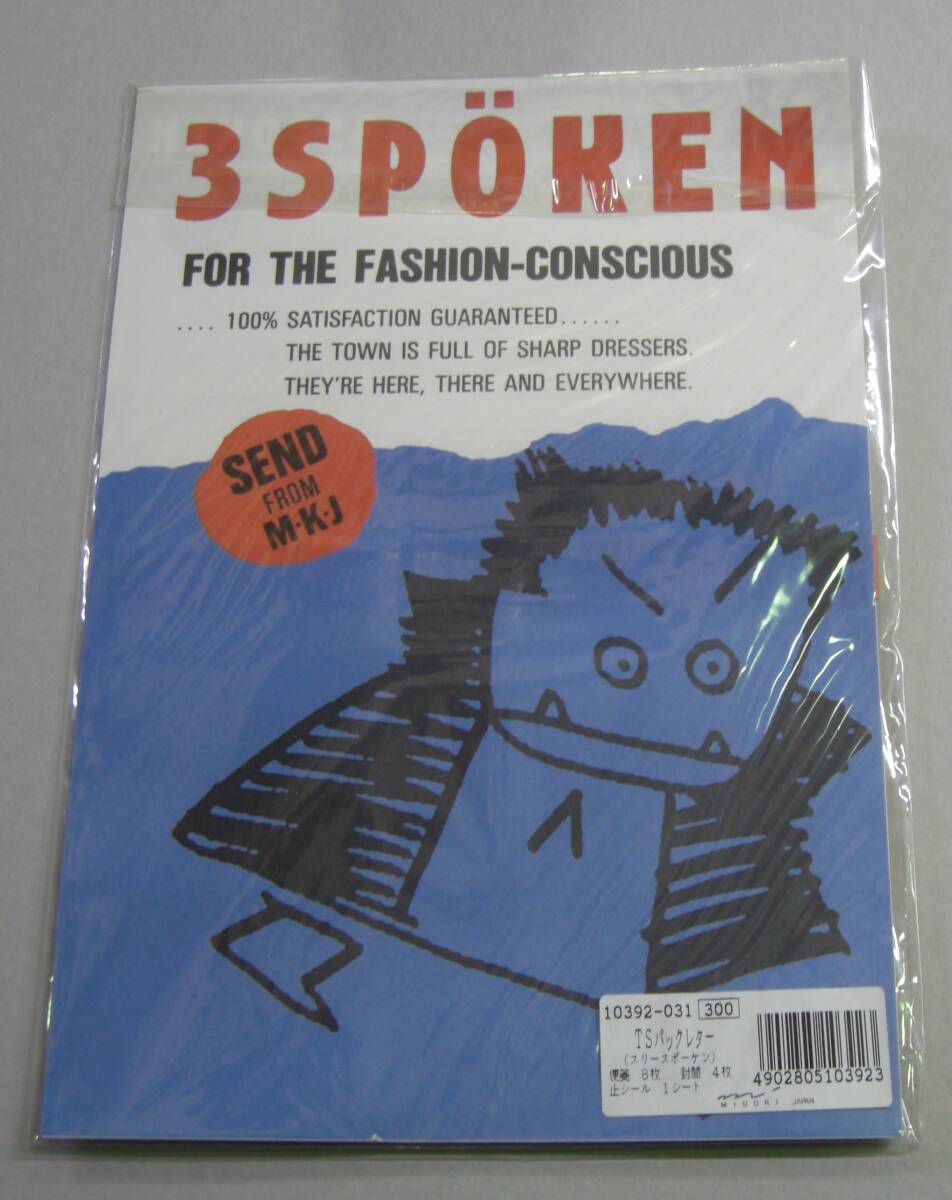 3SPÖKEN
FOR THE FASHION-CONSCIOUS
.... 100% SATISFACTION GUARANTEED......
THE TOWN IS FULL OF SHARP DRESSERS.
THEY'RE HERE, THERE AND EVERYWHERE.
SEND
FROM
M·K·J
10392-031 300
TSパックレター
(スリースポーケン)
便箋 8枚 封筒 4枚
止シール 1シート
4902805103923
MIDORI JAPAN